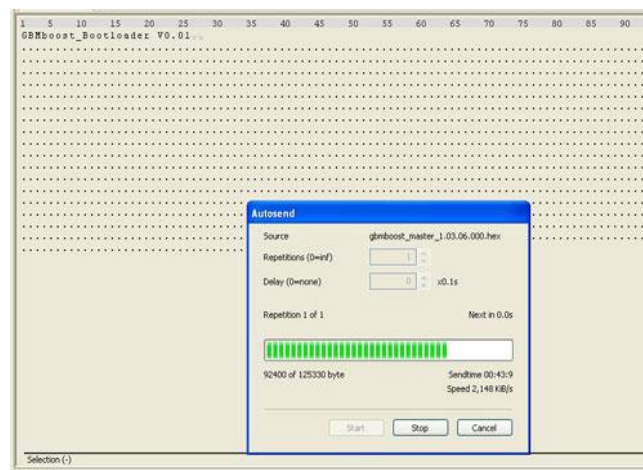 1 5 10 15 20 25 30 35 40 45 50 55 60 65 70 75 80 85 90
GBMboost_Bootloader V0.01..
Autosend
Source gbmboost_master_1.03.06.000.hex
Repetitions (0=inf) 1
Delay (0=none) 0 x0.1s
Repetition 1 of 1 Next in 0.0s
92400 of 125330 byte Sendtime 00:43:9
Speed 2,148 KiB/s
Start Stop Cancel
Selection (-)